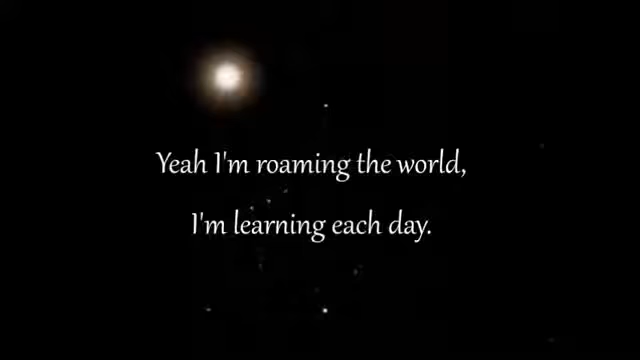 Yeah I'm roaming the world,
I'm learning each day.